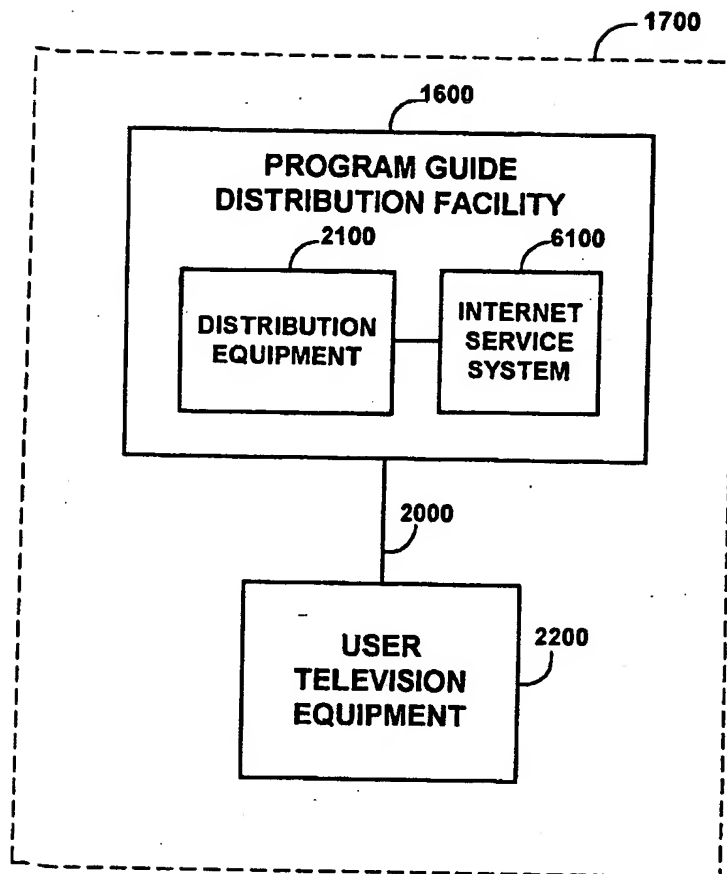 1700
1600
PROGRAM GUIDE
DISTRIBUTION FACILITY
2100
6100
DISTRIBUTION
EQUIPMENT
INTERNET
SERVICE
SYSTEM
2000
USER
TELEVISION
EQUIPMENT
2200